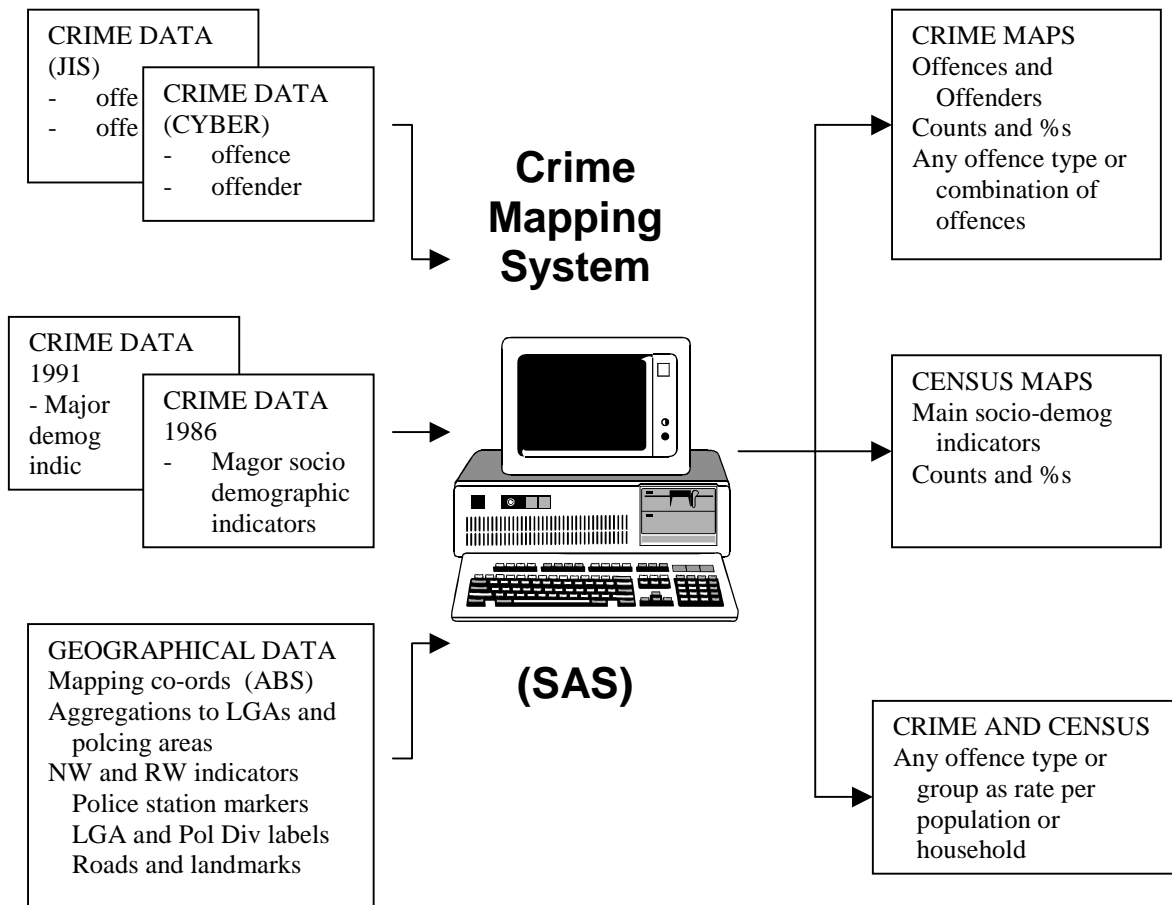 CRIME DATA
(JIS)
- offe
- offe
CRIME DATA
(CYBER)
- offence
- offender
CRIME DATA
1991
- Major
demog
indic
CRIME DATA
1986
- Magor socio
demographic
indicators
GEOGRAPHICAL DATA
Mapping co-ords (ABS)
Aggregations to LGAs and
polcing areas
NW and RW indicators
Police station markers
LGA and Pol Div labels
Roads and landmarks
Crime
Mapping
System
(SAS)
CRIME MAPS
Offences and
Offenders
Counts and %s
Any offence type or
combination of
offences
CENSUS MAPS
Main socio-demog
indicators
Counts and %s
CRIME AND CENSUS
Any offence type or
group as rate per
population or
household